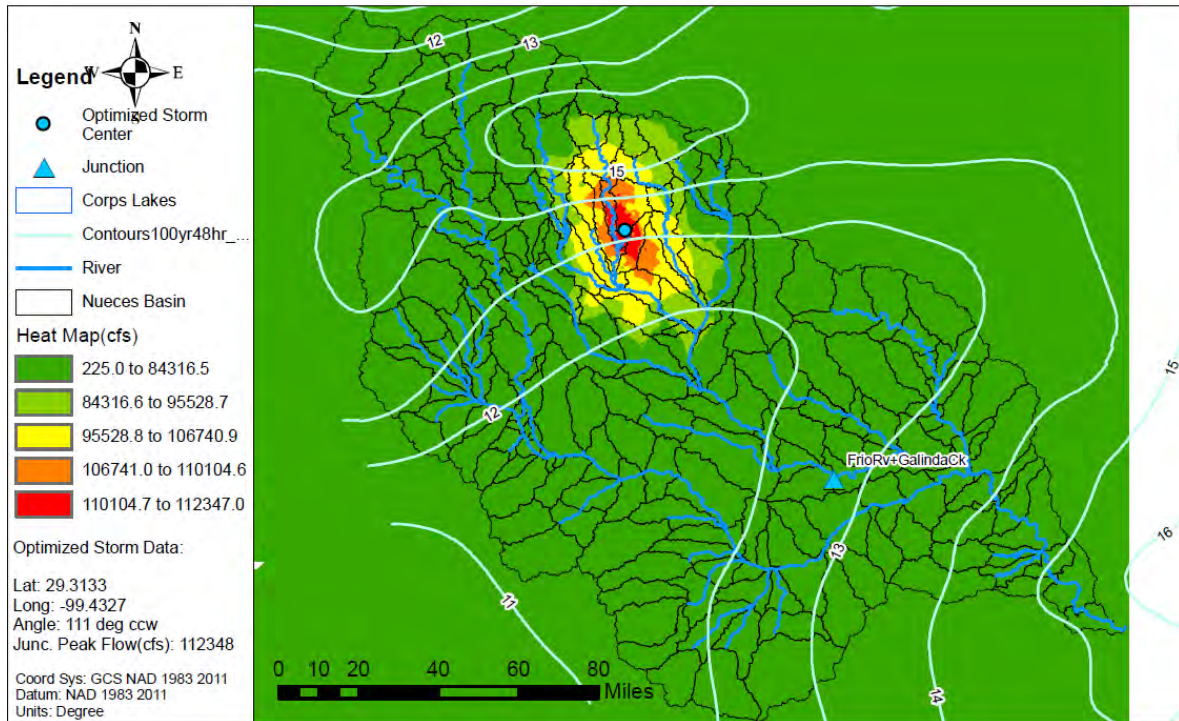 N
W
E
S
Legend
Optimized Storm
Center
Junction
Corps Lakes
Contours100yr48hr_...
River
Nueces Basin
Heat Map(cfs)
225.0 to 84316.5
84316.6 to 95528.7
95528.8 to 106740.9
106741.0 to 110104.6
110104.7 to 112347.0
Optimized Storm Data:
Lat: 29.3133
Long: -99.4327
Angle: 111 deg ccw
Junc. Peak Flow(cfs): 112348
Coord Sys: GCS NAD 1983 2011
Datum: NAD 1983 2011
Units: Degree
12
13
15
15
12
FrioRv+GalindaCk
16
13
11
14
0 10 20 40 60 80
Miles